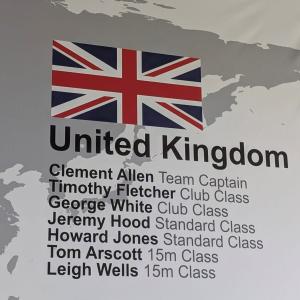 United Kingdom
Clement Allen Team Captain
Timothy Fletcher Club Class
George White Club Class
Jeremy Hood Standard Class
Howard Jones Standard Class
Tom Arscott 15m Class
Leigh Wells 15m Class